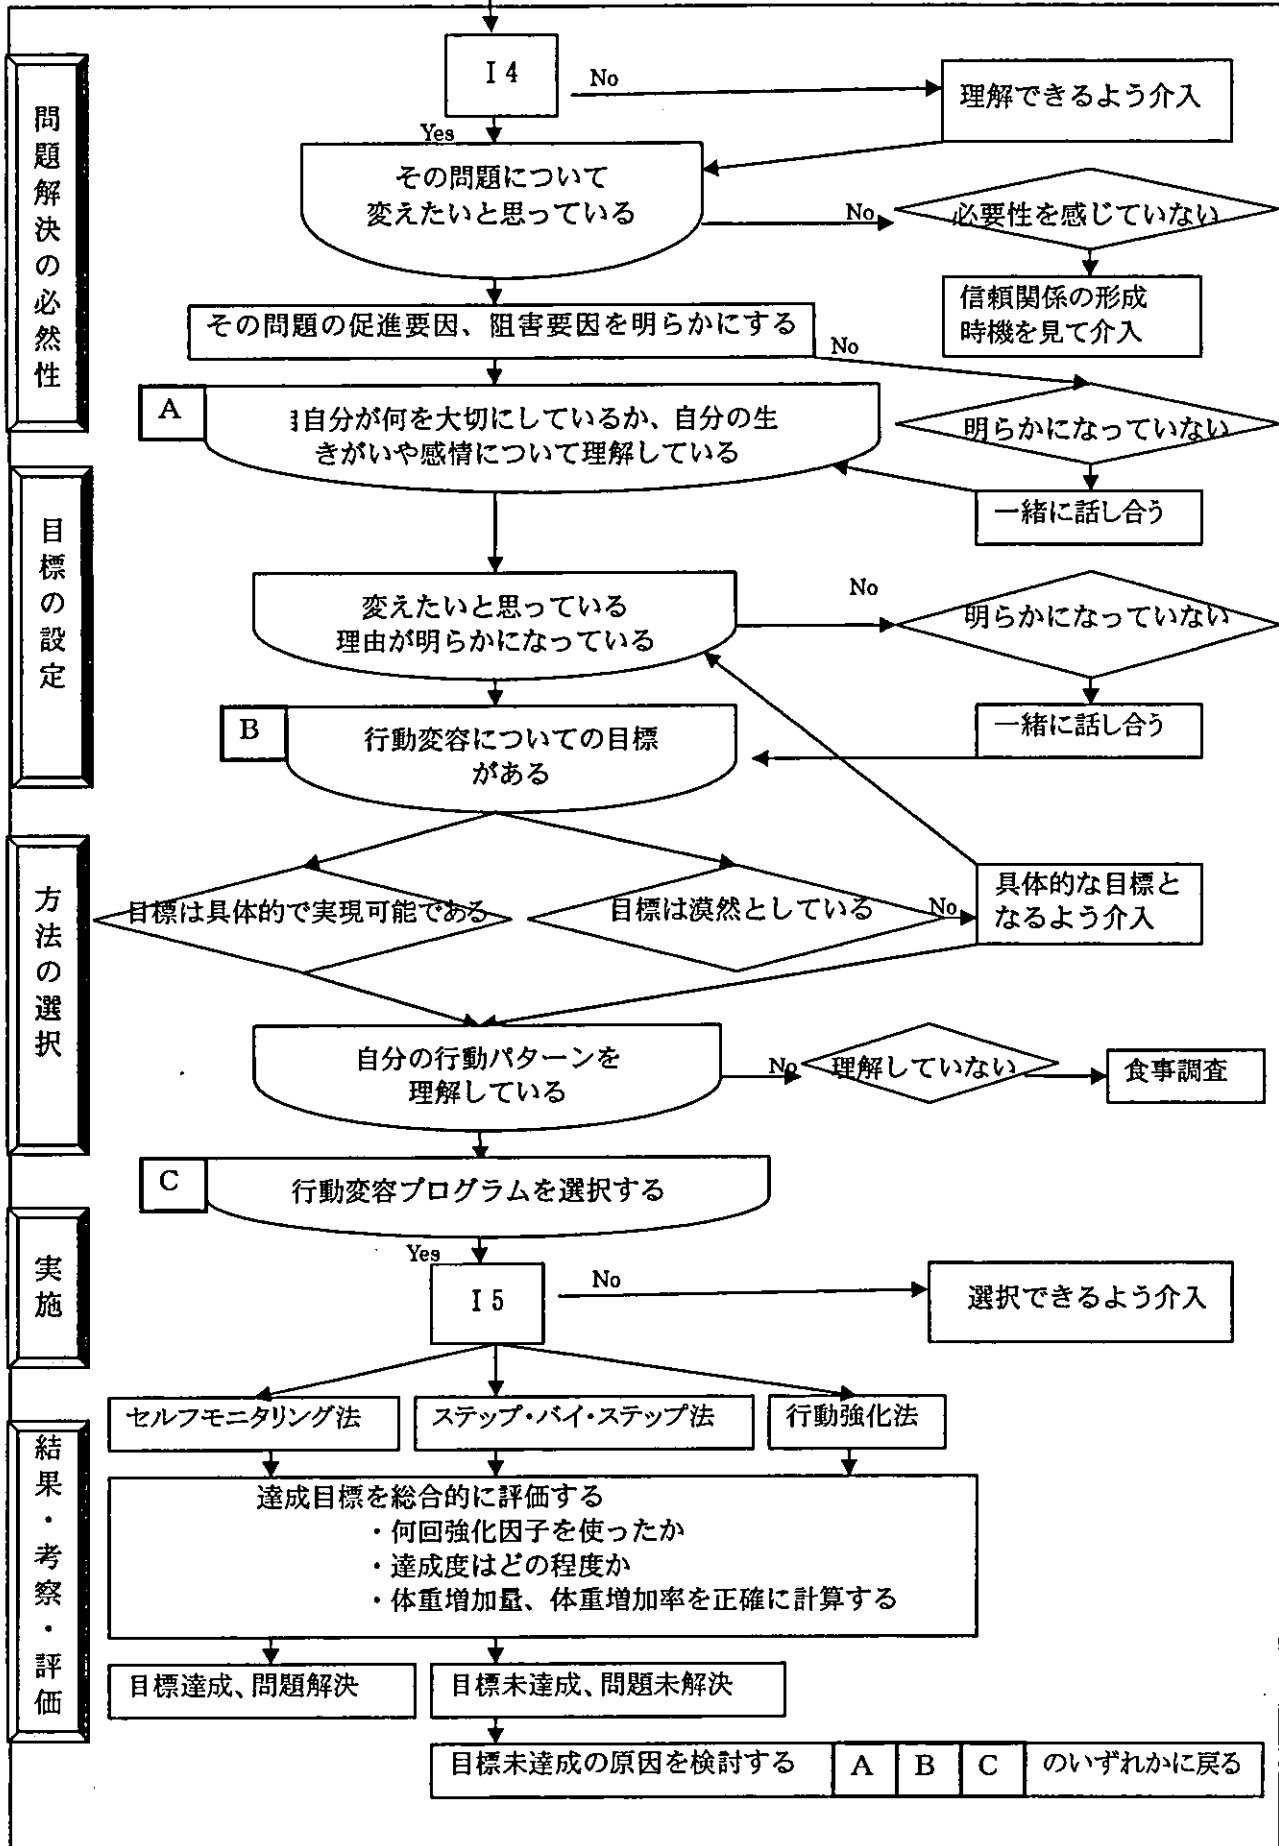 問題解決の必然性
I 4
No
理解できるよう介入
Yes
その問題について
変えたいと思っている
No
必要性を感じていない
信頼関係の形成
時機を見て介入
その問題の促進要因、阻害要因を明らかにする
No
A
自分が何を大切にしているか、自分の生
きがいや感情について理解している
明らかになっていない
一緒に話し合う
目標の設定
変えたいと思っている
理由が明らかになっている
No
明らかになっていない
一緒に話し合う
B
行動変容についての目標
がある
方法の選択
目標は具体的で実現可能である
目標は漠然としている
No
具体的な目標と
なるよう介入
自分の行動パターンを
理解している
No
理解していない
食事調査
C
行動変容プログラムを選択する
実施
Yes
I 5
No
選択できるよう介入
セルフモニタリング法
ステップ・バイ・ステップ法
行動強化法
結果・考察・評価
達成目標を総合的に評価する
・何回強化因子を使ったか
・達成度はどの程度か
・体重増加量、体重増加率を正確に計算する
目標達成、問題解決
目標未達成、問題未解決
目標未達成の原因を検討する A B C のいずれかに戻る